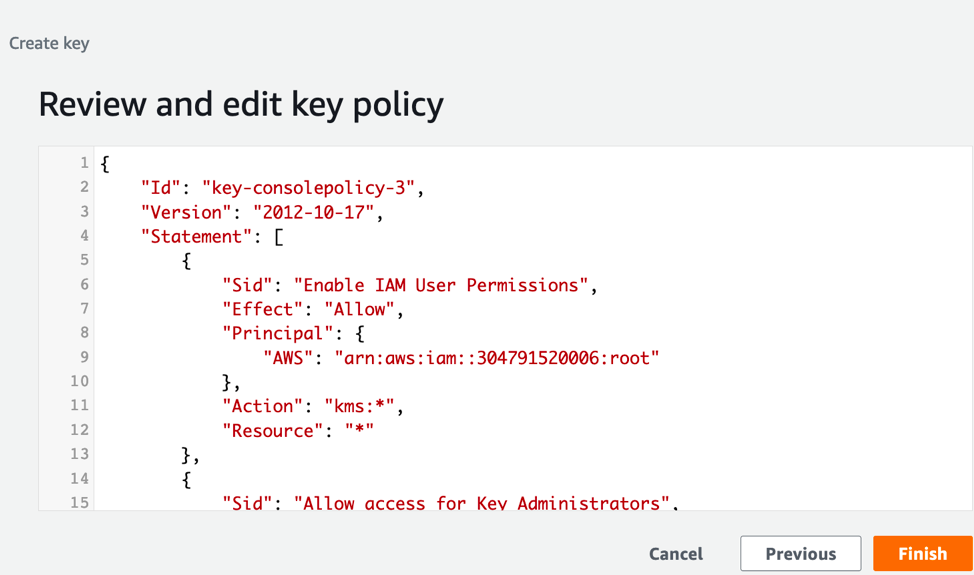 Create key
Review and edit key policy
1 {
2 "Id": "key-consolepolicy-3",
3 "Version": "2012-10-17",
4 "Statement": [
5 {
6 "Sid": "Enable IAM User Permissions",
7 "Effect": "Allow",
8 "Principal": {
9 "AWS": "arn:aws:iam::304791520006:root"
10 },
11 "Action": "kms:*",
12 "Resource": "*"
13 },
14 {
15 "Sid": "Allow access for Key Administrators",
Cancel Previous Finish